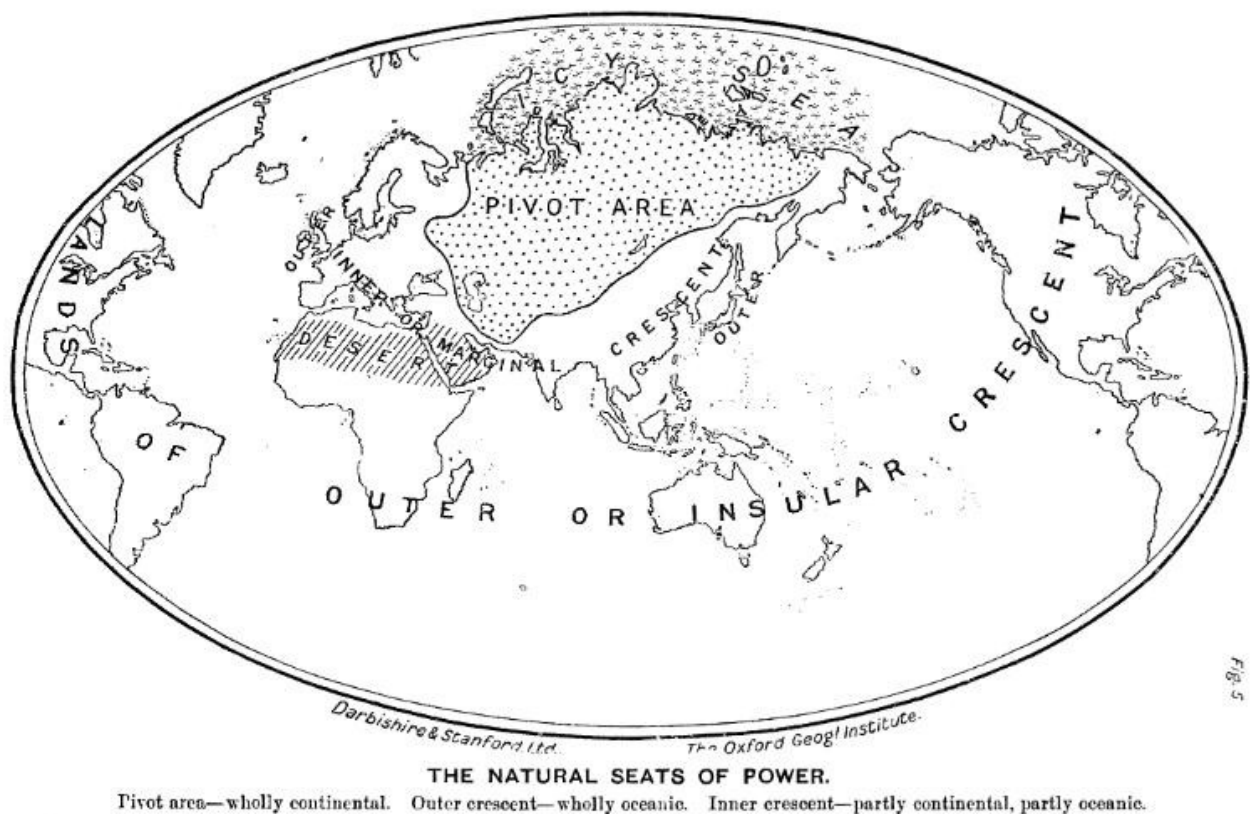 ICY SEA
PIVOT AREA
LANDS OF OUTER OR INSULAR CRESCENT
OUTER
INNER OR MARGINAL CRESCENT
OUTER
DESERT
Fig. 5
Darbishire & Stanford, Ltd.
The Oxford Geogl Institute.
THE NATURAL SEATS OF POWER.
Pivot area—wholly continental. Outer crescent—wholly oceanic. Inner crescent—partly continental, partly oceanic.